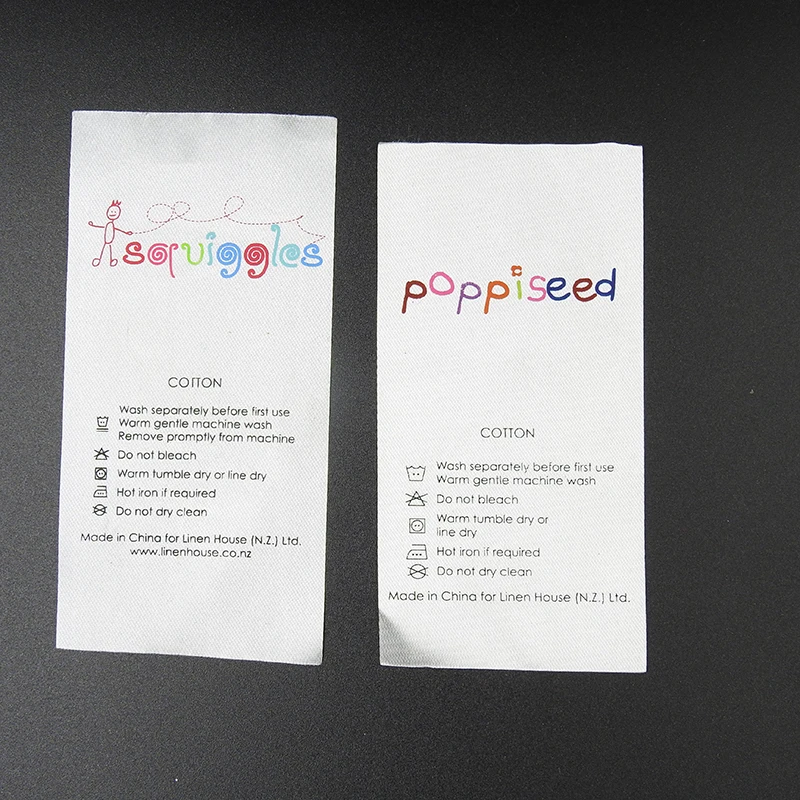 squiggles
COTTON
Wash separately before first use
Warm gentle machine wash
Remove promptly from machine
Do not bleach
Warm tumble dry or line dry
Hot iron if required
Do not dry clean
Made in China for Linen House (N.Z.) Ltd.
www.linenhouse.co.nz
poppiseed
COTTON
Wash separately before first use
Warm gentle machine wash
Do not bleach
Warm tumble dry or
line dry
Hot iron if required
Do not dry clean
Made in China for Linen House (N.Z.) Ltd.